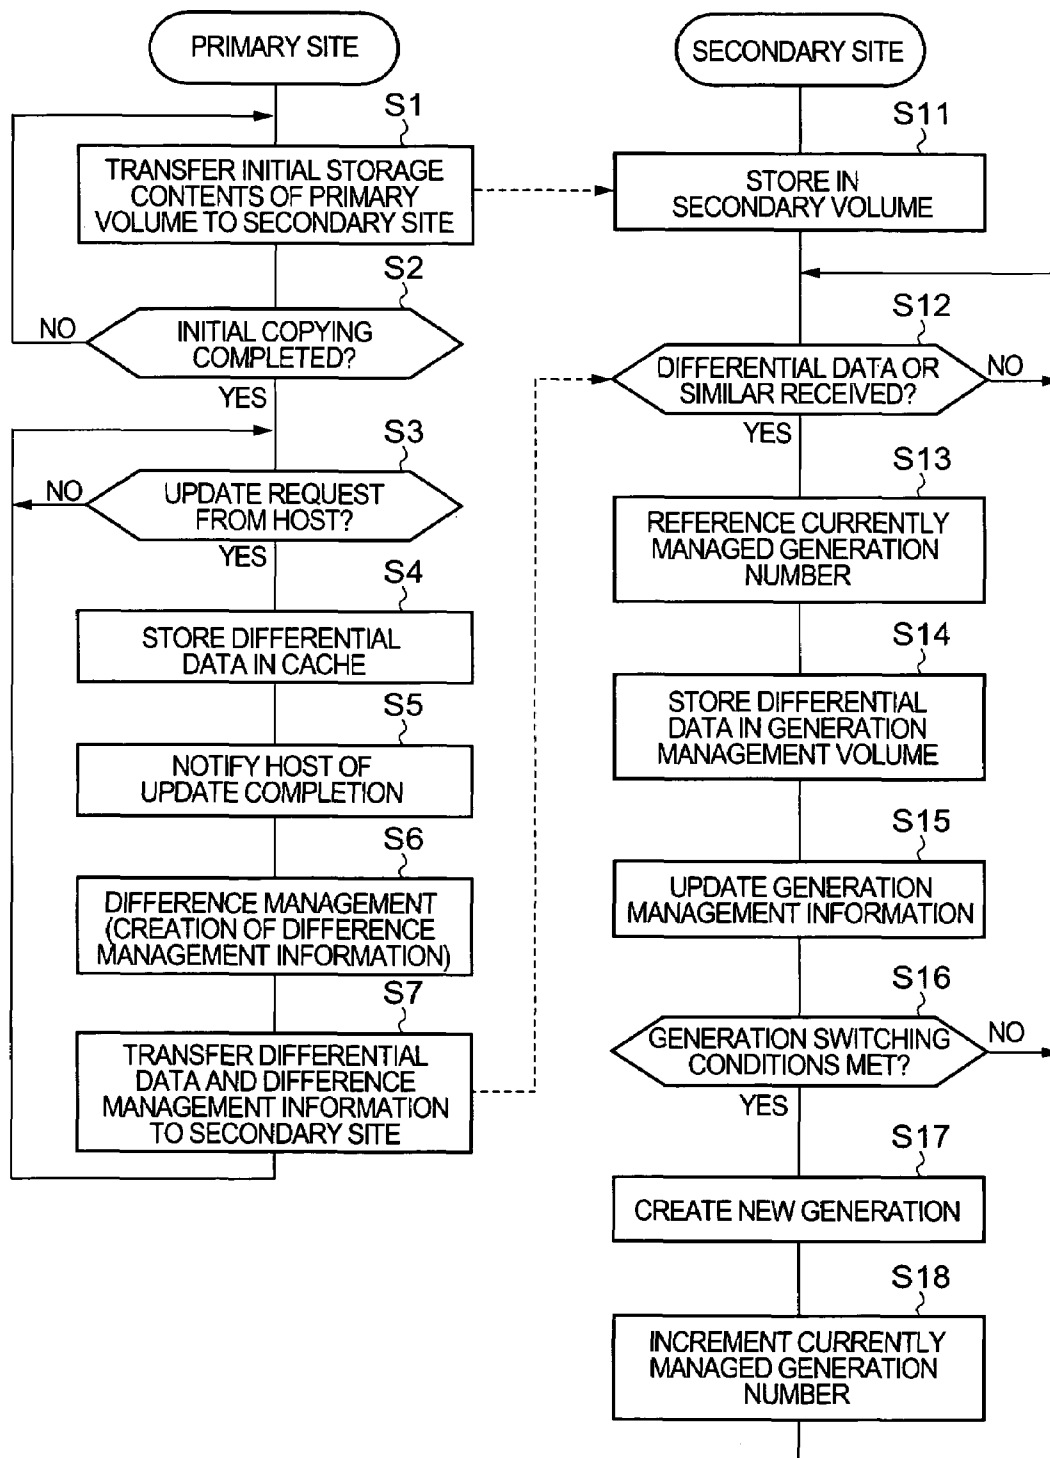 PRIMARY SITE
S1
TRANSFER INITIAL STORAGE
CONTENTS OF PRIMARY
VOLUME TO SECONDARY SITE
S2
NO
INITIAL COPYING
COMPLETED?
YES
S3
NO
UPDATE REQUEST
FROM HOST?
YES
S4
STORE DIFFERENTIAL
DATA IN CACHE
S5
NOTIFY HOST OF
UPDATE COMPLETION
S6
DIFFERENCE MANAGEMENT
(CREATION OF DIFFERENCE
MANAGEMENT INFORMATION)
S7
TRANSFER DIFFERENTIAL
DATA AND DIFFERENCE
MANAGEMENT INFORMATION
TO SECONDARY SITE
SECONDARY SITE
S11
STORE IN
SECONDARY VOLUME
S12
DIFFERENTIAL DATA OR
SIMILAR RECEIVED?
NO
YES
S13
REFERENCE CURRENTLY
MANAGED GENERATION
NUMBER
S14
STORE DIFFERENTIAL
DATA IN GENERATION
MANAGEMENT VOLUME
S15
UPDATE GENERATION
MANAGEMENT INFORMATION
S16
GENERATION SWITCHING
CONDITIONS MET?
NO
YES
S17
CREATE NEW GENERATION
S18
INCREMENT CURRENTLY
MANAGED GENERATION
NUMBER